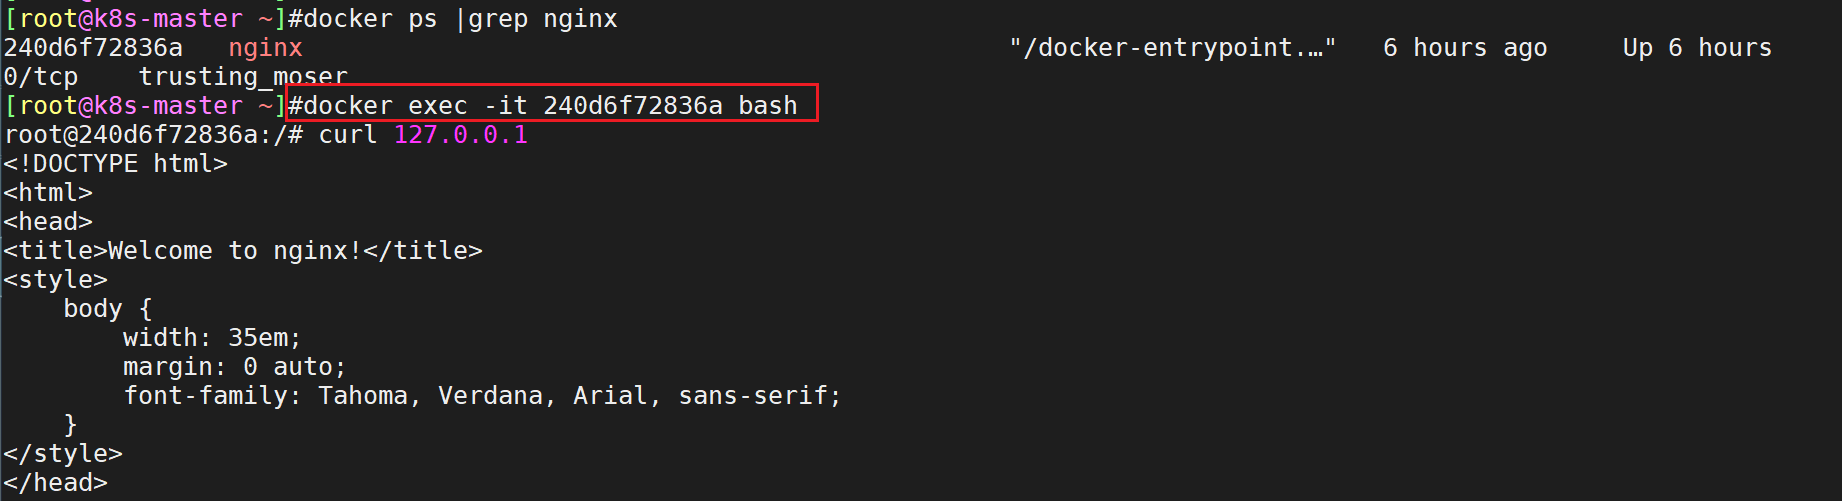 [root@k8s-master ~]#docker ps |grep nginx
240d6f72836a   nginx                                               "/docker-entrypoint.…"   6 hours ago     Up 6 hours
0/tcp    trusting_moser
[root@k8s-master ~]#docker exec -it 240d6f72836a bash
root@240d6f72836a:/# curl 127.0.0.1
<!DOCTYPE html>
<html>
<head>
<title>Welcome to nginx!</title>
<style>
    body {
        width: 35em;
        margin: 0 auto;
        font-family: Tahoma, Verdana, Arial, sans-serif;
    }
</style>
</head>